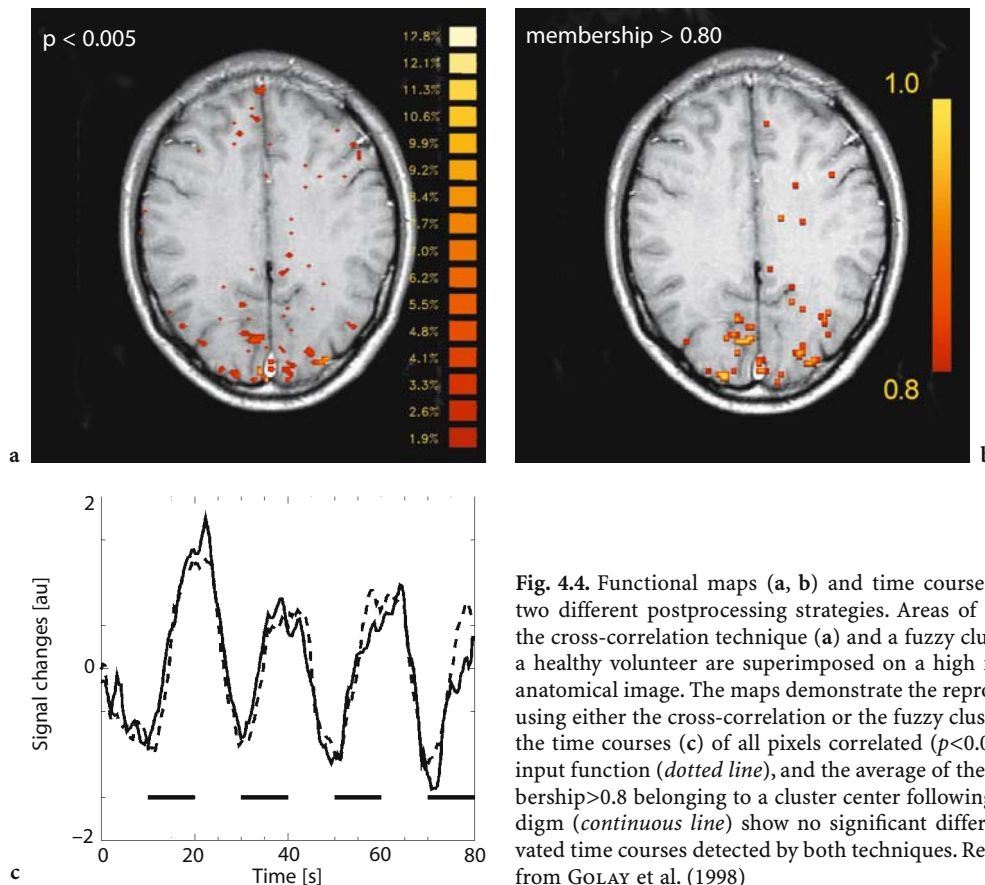 p < 0.005
12.8%
12.1%
11.3%
10.6%
9.9%
9.2%
8.4%
7.0%
6.2%
5.5%
4.8%
4.1%
3.3%
2.6%
1.9%
a
membership > 0.80
1.0
0.8
b
2
0
−2
Signal changes [au]
0 20 40 60 80
Time [s]
c
Fig. 4.4. Functional maps (a, b) and time course
two different postprocessing strategies. Areas of
the cross-correlation technique (a) and a fuzzy clu
a healthy volunteer are superimposed on a high
anatomical image. The maps demonstrate the repro
using either the cross-correlation or the fuzzy clus
the time courses (c) of all pixels correlated (p<0.0
input function (dotted line), and the average of the
bership>0.8 belonging to a cluster center following
digm (continuous line) show no significant differ
vated time courses detected by both techniques. Re
from GOLAY et al. (1998)